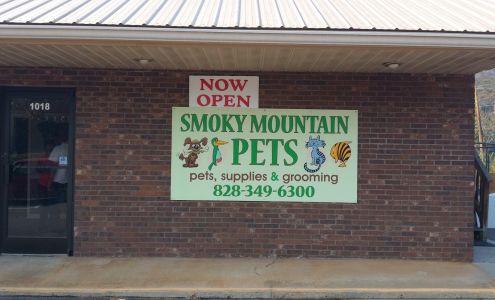 1018
NOW
OPEN
SMOKY MOUNTAIN
PETS
pets, supplies & grooming
828-349-6300